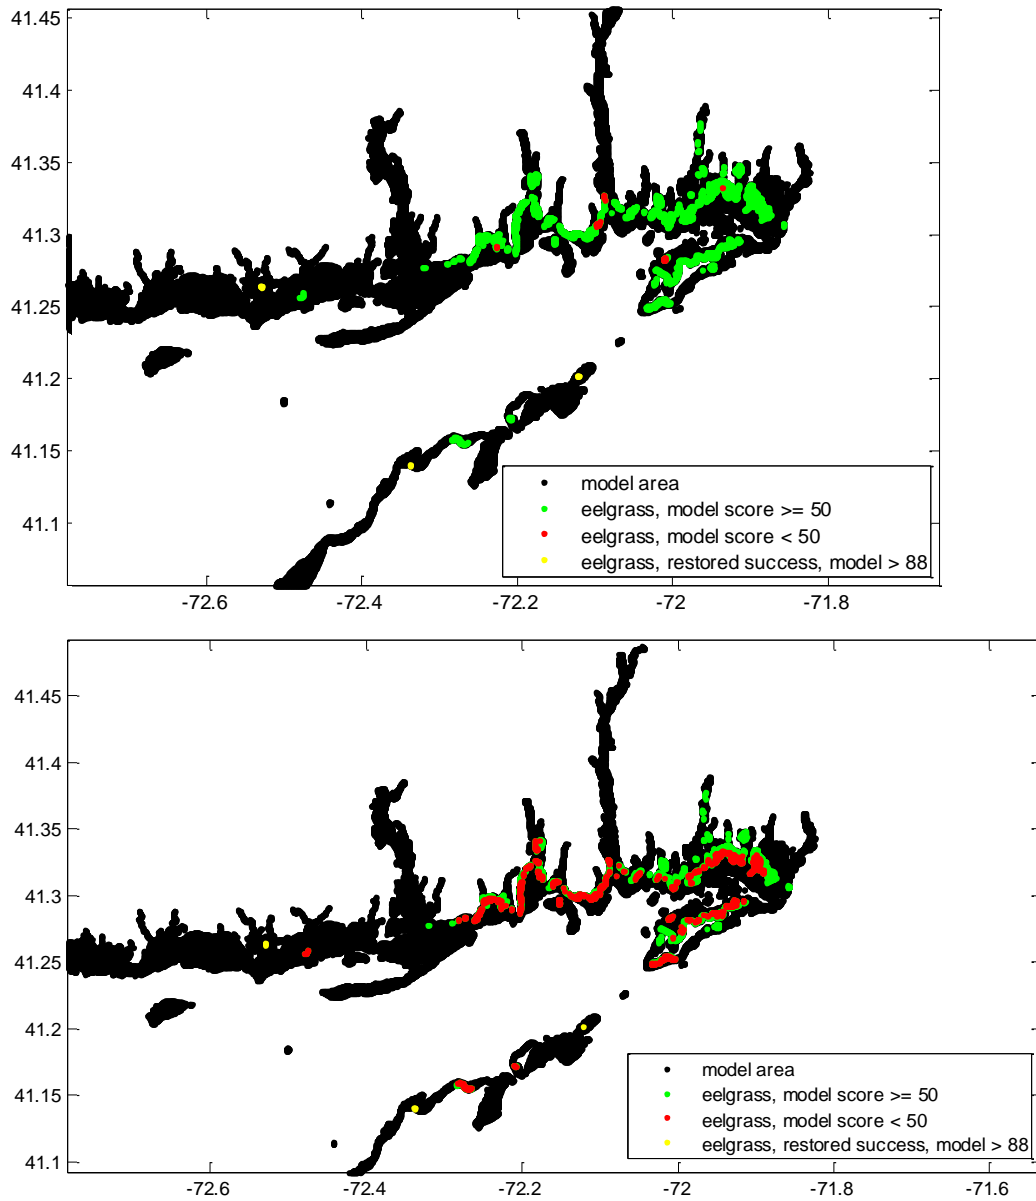 41.45
41.4
41.35
41.3
41.25
41.2
41.15
41.1
model area
eelgrass, model score >= 50
eelgrass, model score < 50
eelgrass, restored success, model > 88
-72.6 -72.4 -72.2 -72 -71.8
41.45
41.4
41.35
41.3
41.25
41.2
41.15
41.1
model area
eelgrass, model score >= 50
eelgrass, model score < 50
eelgrass, restored success, model > 88
-72.6 -72.4 -72.2 -72 -71.8 -71.6